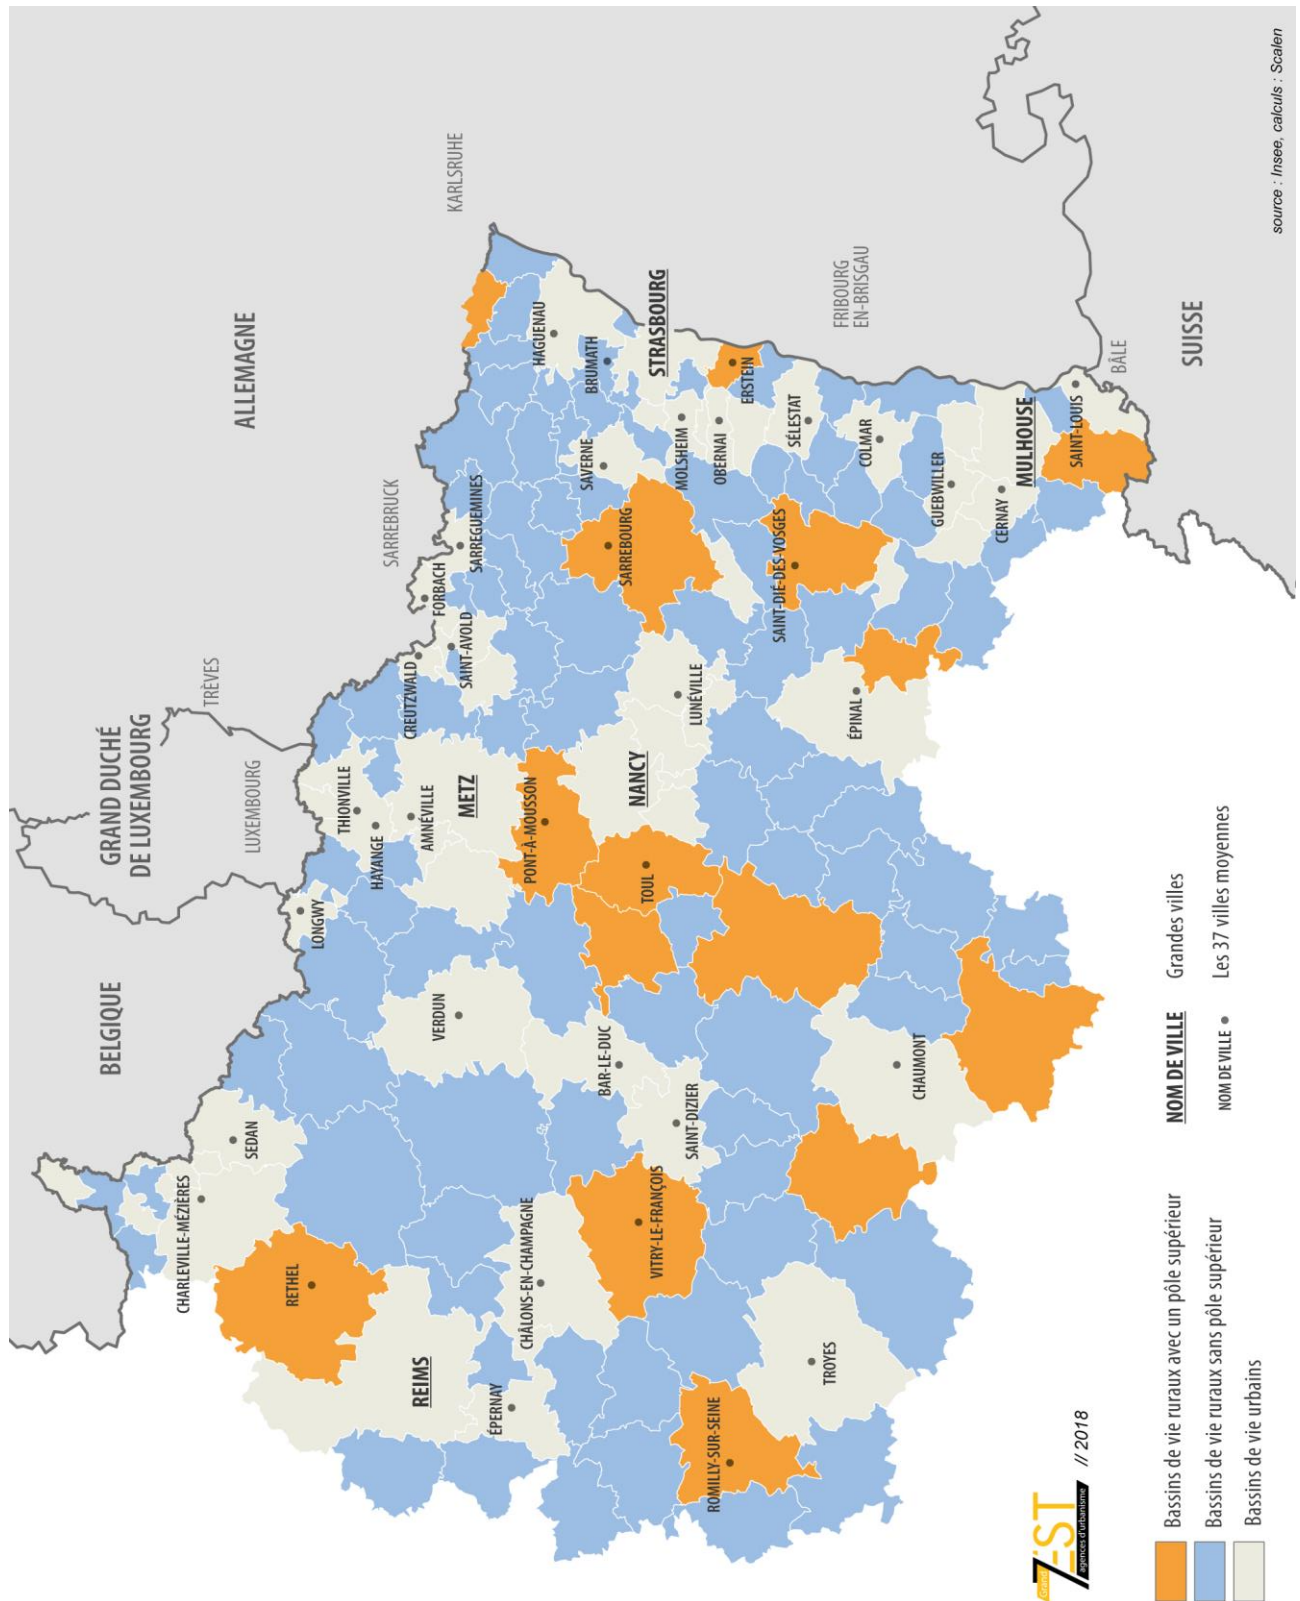 BELGIQUE
GRAND DUCHÉ
DE LUXEMBOURG
LUXEMBOURG
TRÈVES
ALLEMAGNE
SARREBRUCK
KARLSRUHE
CHARLEVILLE-MÉZIÈRES
SEDAN
LONGWY
THIONVILLE
HAYANGE
AMNÉVILLE
CREUTZWALD
FORBACH
SARREGUEMINES
SAINT-AVOLD
RETHEL
VERDUN
METZ
REIMS
ÉPERNAY
CHÂLONS-EN-CHAMPAGNE
PONT-À-MOUSSON
HAGUENAU
BRUMATH
SAVERNE
SARREBOURG
STRASBOURG
VITRY-LE-FRANÇOIS
BAR-LE-DUC
SAINT-DIZIER
TOUL
NANCY
LUNÉVILLE
MOLSHEIM
OBERNAI
ERSTEIN
ROMILLY-SUR-SEINE
TROYES
CHAUMONT
ÉPINAL
SAINT-DIÉ-DES-VOSGES
SÉLESTAT
COLMAR
FRIBOURG
EN-BRISGAU
GUEBWILLER
CERNAY
MULHOUSE
SAINT-LOUIS
BÂLE
SUISSE
Grand
7EST // 2018
agences d'urbanisme
Bassins de vie ruraux avec un pôle supérieur
Bassins de vie ruraux sans pôle supérieur
Bassins de vie urbains
NOM DE VILLE Grandes villes
NOM DE VILLE Les 37 villes moyennes
source : Insee, calculs : Scalen